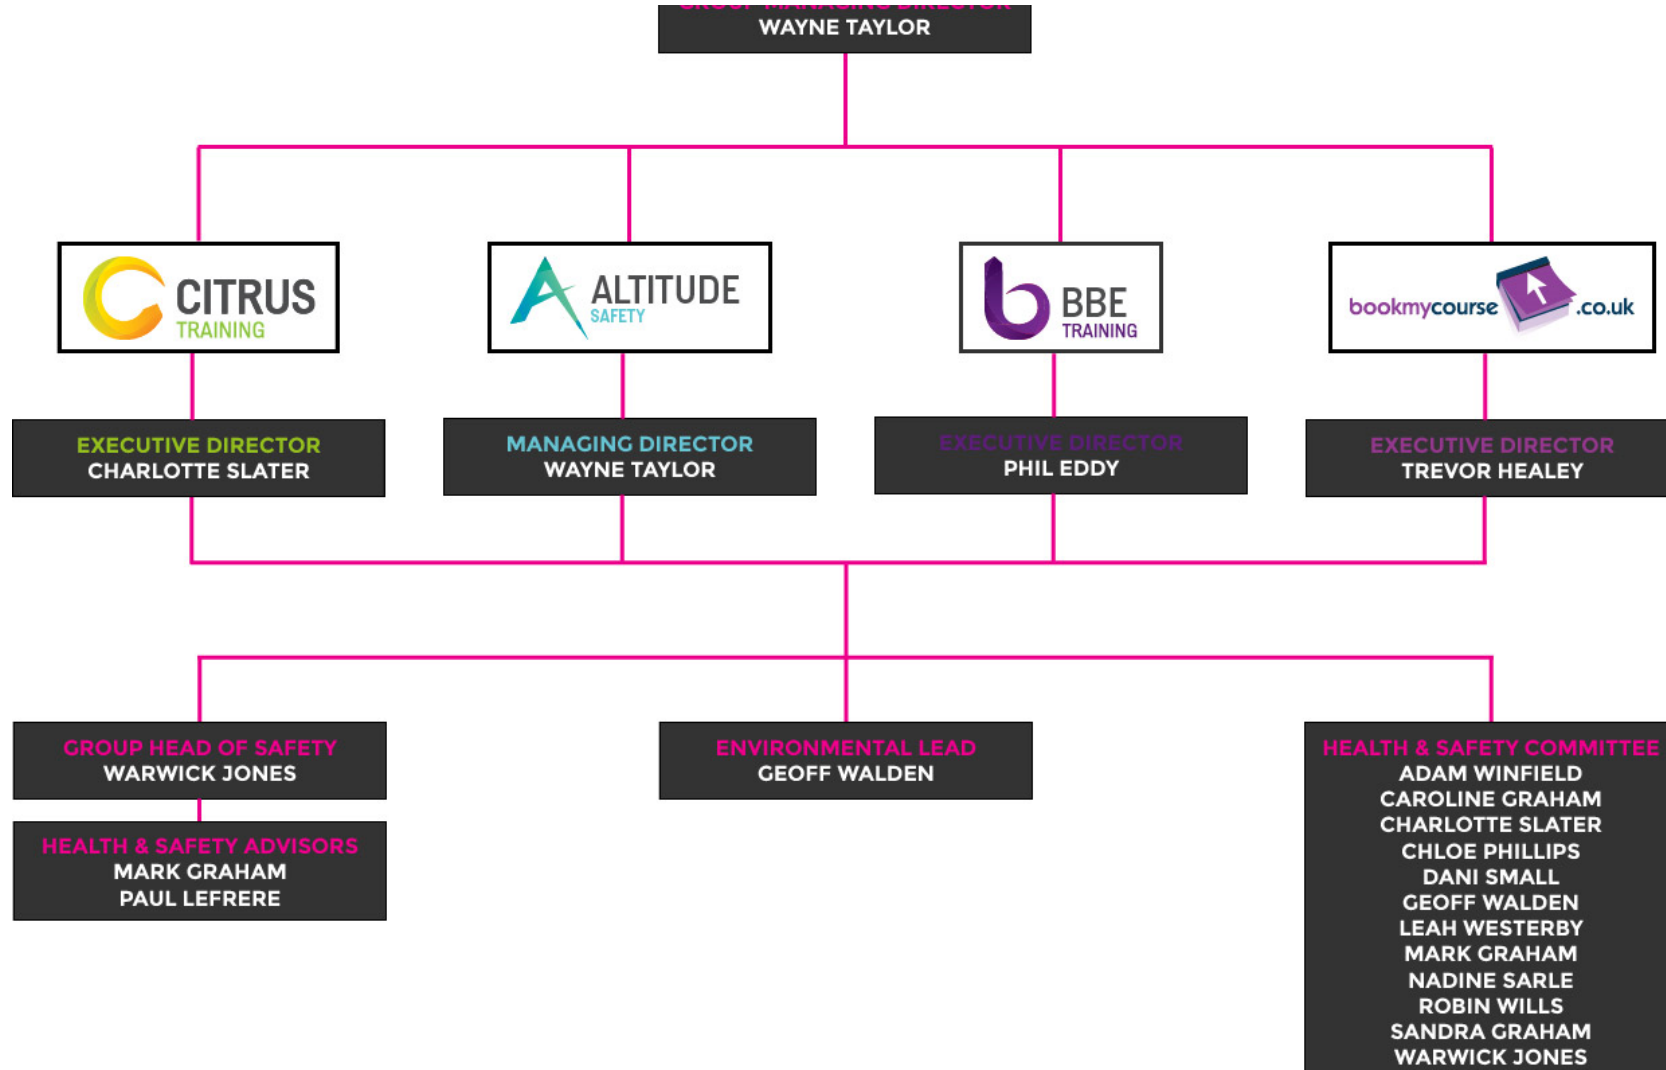 GROUP MANAGING DIRECTOR
WAYNE TAYLOR
CITRUS
TRAINING
ALTITUDE
SAFETY
BBE
TRAINING
bookmycourse .co.uk
EXECUTIVE DIRECTOR
CHARLOTTE SLATER
MANAGING DIRECTOR
WAYNE TAYLOR
EXECUTIVE DIRECTOR
PHIL EDDY
EXECUTIVE DIRECTOR
TREVOR HEALEY
GROUP HEAD OF SAFETY
WARWICK JONES
HEALTH & SAFETY ADVISORS
MARK GRAHAM
PAUL LEFRERE
ENVIRONMENTAL LEAD
GEOFF WALDEN
HEALTH & SAFETY COMMITTEE
ADAM WINFIELD
CAROLINE GRAHAM
CHARLOTTE SLATER
CHLOE PHILLIPS
DANI SMALL
GEOFF WALDEN
LEAH WESTERBY
MARK GRAHAM
NADINE SARLE
ROBIN WILLS
SANDRA GRAHAM
WARWICK JONES